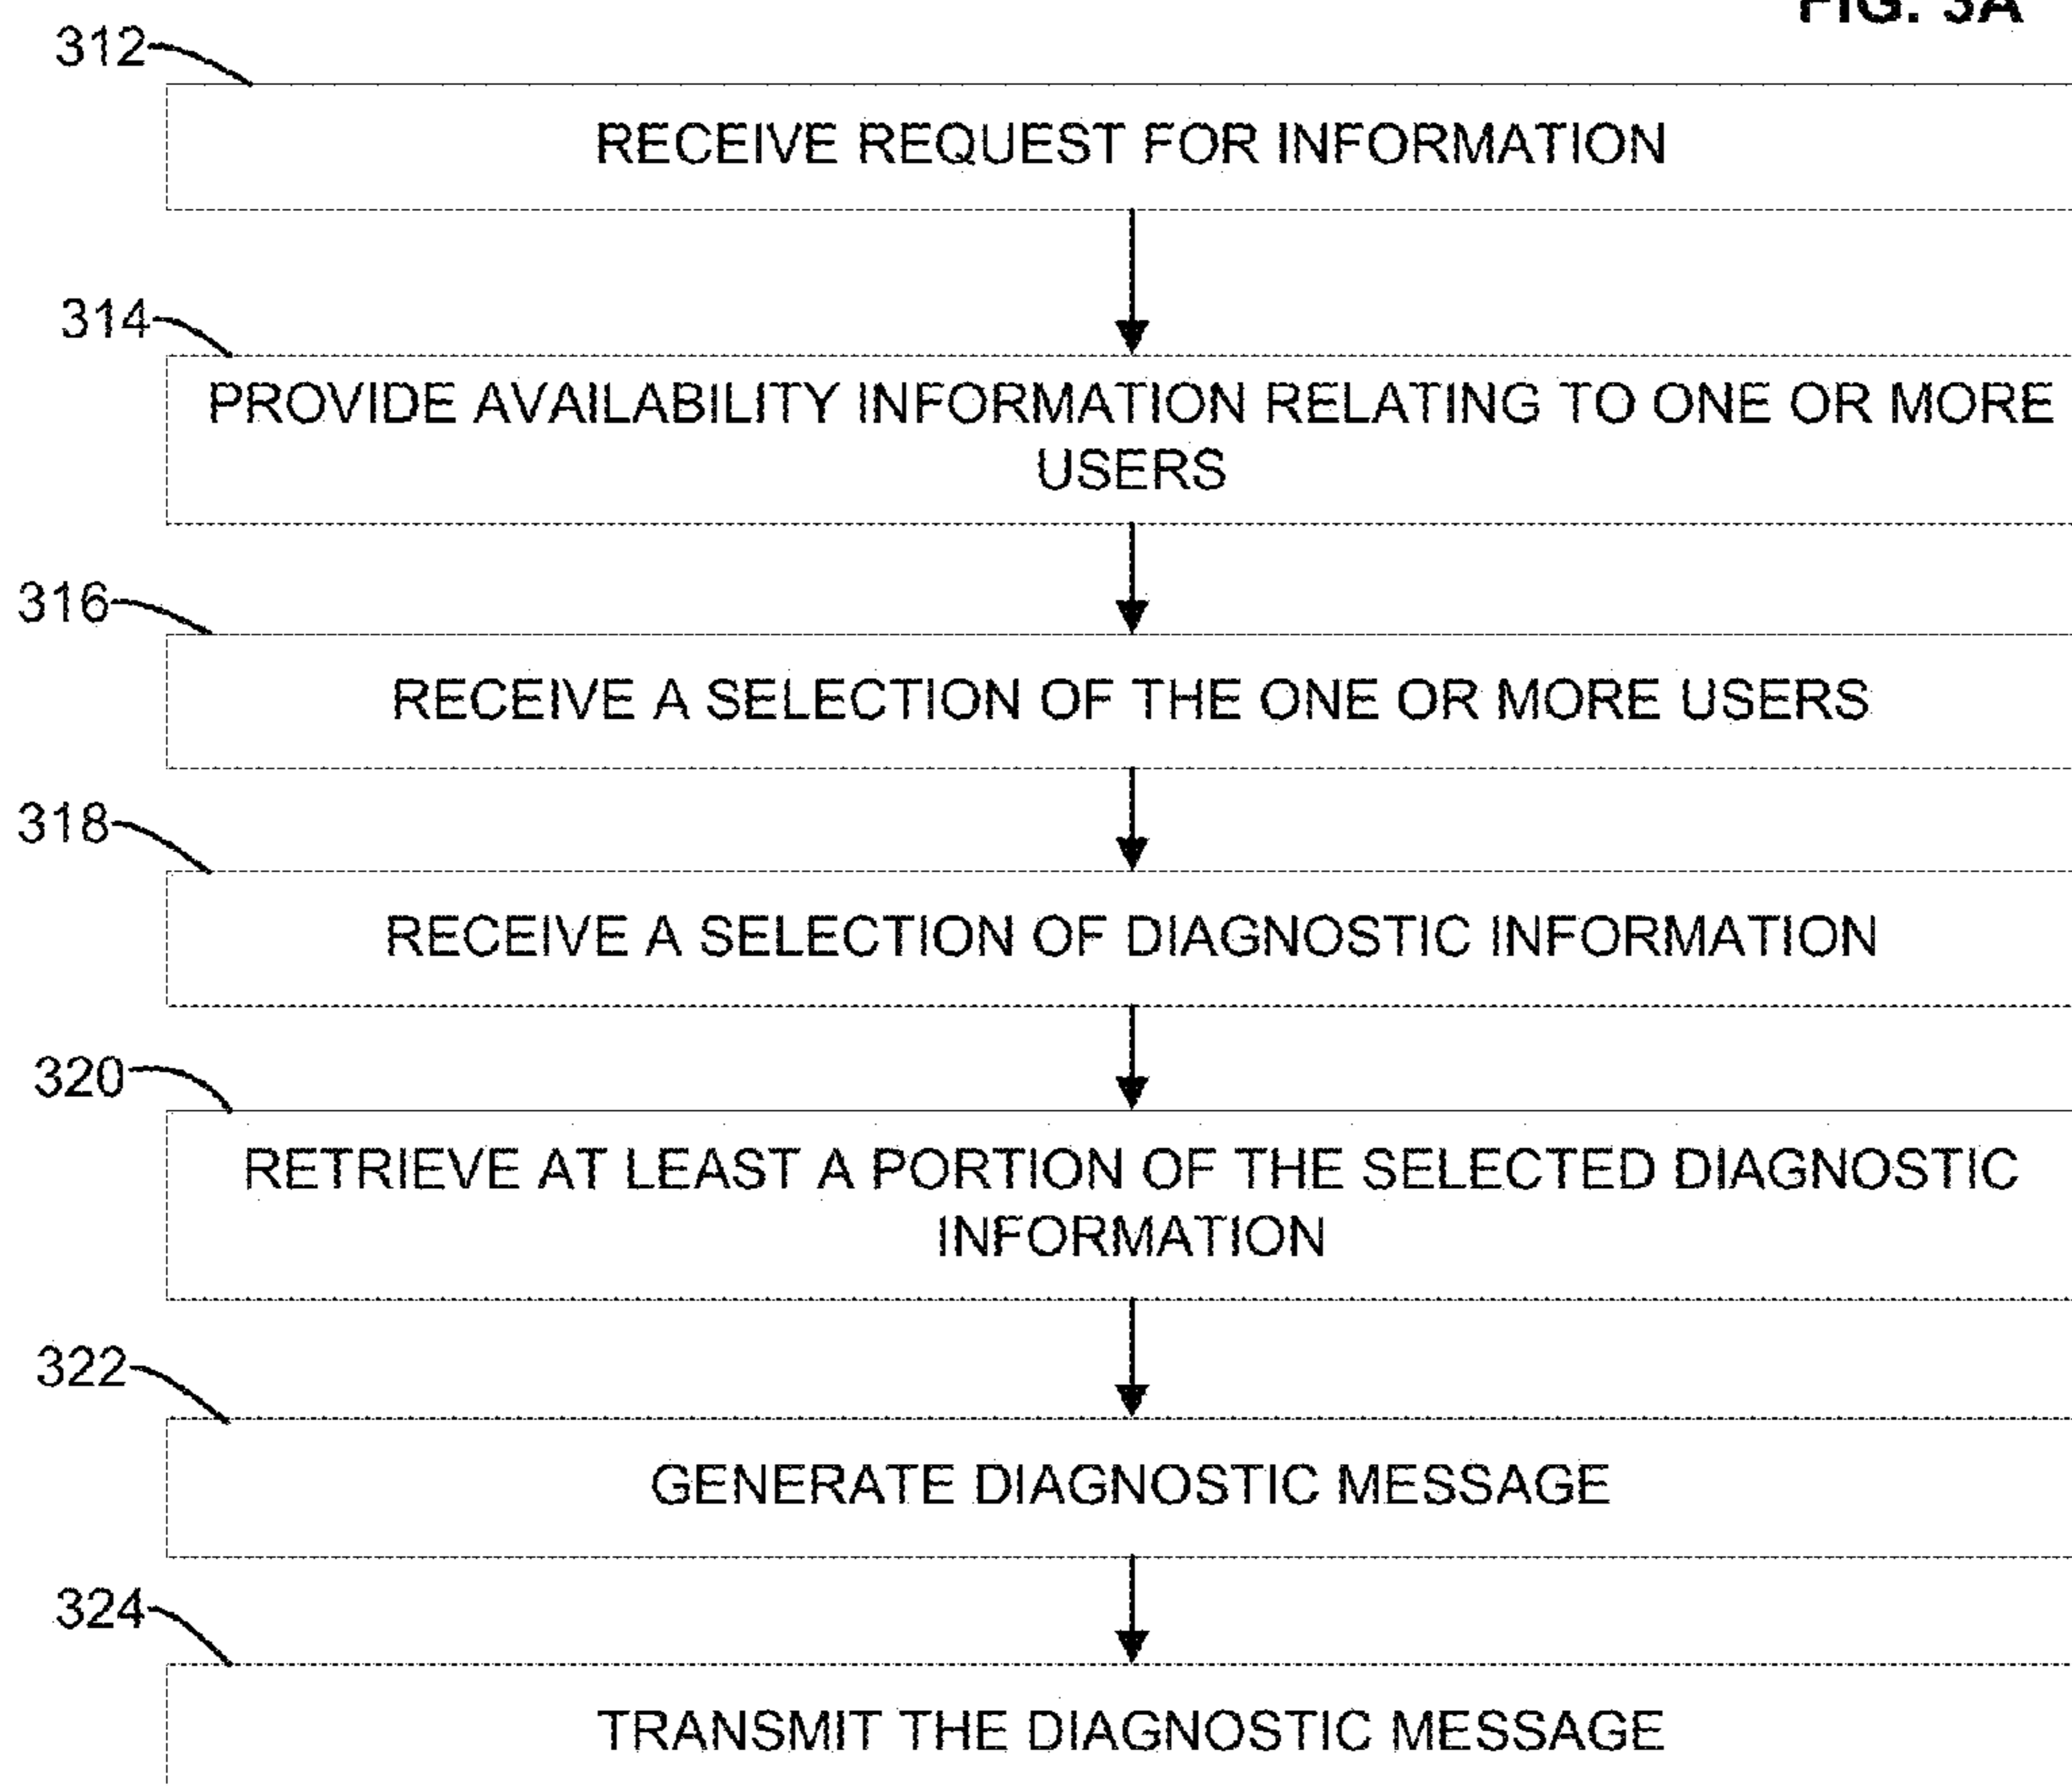 FIG. 3A
312
RECEIVE REQUEST FOR INFORMATION
314
PROVIDE AVAILABILITY INFORMATION RELATING TO ONE OR MORE
USERS
316
RECEIVE A SELECTION OF THE ONE OR MORE USERS
318
RECEIVE A SELECTION OF DIAGNOSTIC INFORMATION
320
RETRIEVE AT LEAST A PORTION OF THE SELECTED DIAGNOSTIC
INFORMATION
322
GENERATE DIAGNOSTIC MESSAGE
324
TRANSMIT THE DIAGNOSTIC MESSAGE